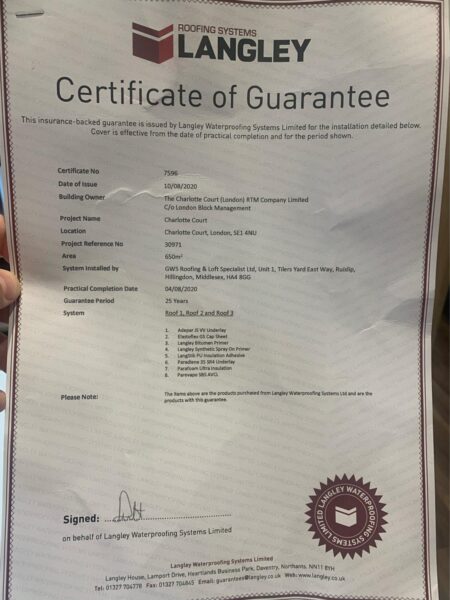 ROOFING SYSTEMS
LANGLEY
Certificate of Guarantee
This insurance-backed guarantee is issued by Langley Waterproofing Systems Limited for the installation detailed below.
Cover is effective from the date of practical completion and for the period shown.
Certificate No 7596
Date of Issue 10/08/2020
Building Owner The Charlotte Court (London) RTM Company Limited
C/o London Block Management
Project Name Charlotte Court
Location Charlotte Court, London, SE1 4NU
Project Reference No 30971
Area 650m²
System Installed by GWS Roofing & Loft Specialist Ltd, Unit 1, Tilers Yard East Way, Ruislip,
Hillingdon, Middlesex, HA4 8GG
Practical Completion Date 04/08/2020
Guarantee Period 25 Years
System Roof 1, Roof 2 and Roof 3
1. Adepar JS VV Underlay
2. Elastoflex GS Cap Sheet
3. Langley Bitumen Primer
4. Langley Synthetic Spray On Primer
5. LangStik PU Insulation Adhesive
6. Paradiene 35 SR4 Underlay
7. Parafoam Ultra Insulation
8. Parevapo SBS AVCL
Please Note: The items above are the products purchased from Langley Waterproofing Systems Ltd and are the
products with this guarantee.
Signed:
on behalf of Langley Waterproofing Systems Limited
LANGLEY WATERPROOFING SYSTEMS LIMITED
Langley Waterproofing Systems Limited
Langley House, Lamport Drive, Heartlands Business Park, Daventry, Northants, NN11 8YH
Tel: 01327 704778 Fax: 01327 704845 Email: guarantees@langley.co.uk Web: www.langley.co.uk